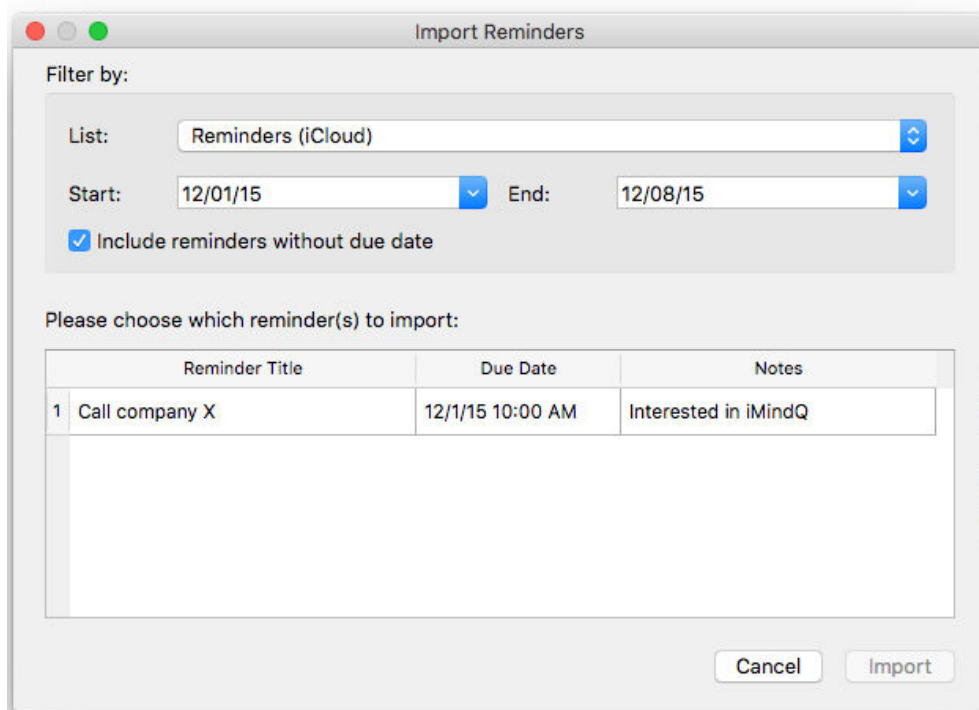 Import Reminders
Filter by:
List: Reminders (iCloud)
Start: 12/01/15 End: 12/08/15
Include reminders without due date
Please choose which reminder(s) to import:
Reminder Title Due Date Notes
1 Call company X 12/1/15 10:00 AM Interested in iMindQ
Cancel Import